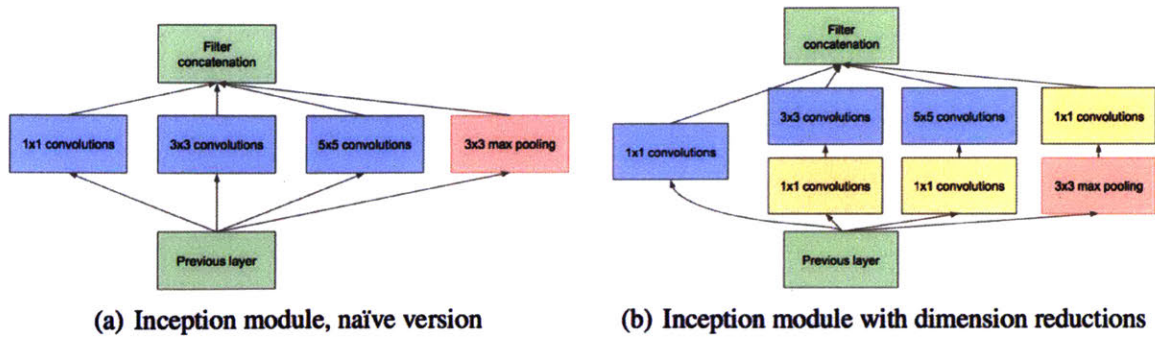 Filter
concatenation
1x1 convolutions
3x3 convolutions
5x5 convolutions
3x3 max pooling
Previous layer
(a) Inception module, naïve version
Filter
concatenation
3x3 convolutions
5x5 convolutions
1x1 convolutions
1x1 convolutions
1x1 convolutions
1x1 convolutions
3x3 max pooling
Previous layer
(b) Inception module with dimension reductions